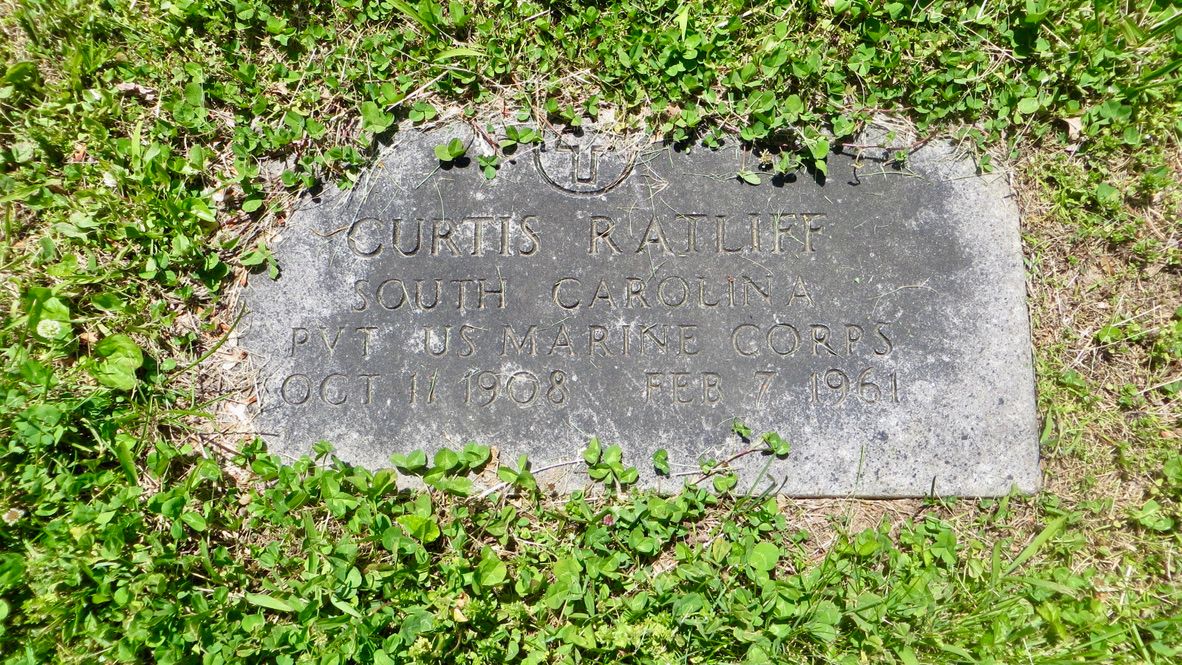 CURTIS RATLIFF
SOUTH CAROLINA
PVT US MARINE CORPS
OCT 11 1908 FEB 7 1961